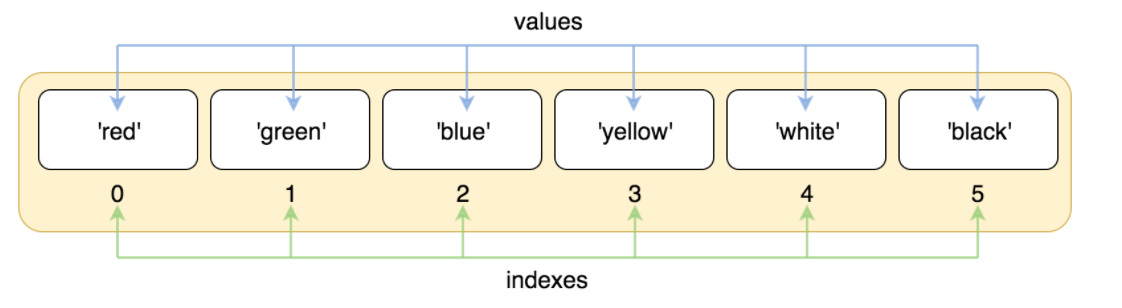 values
'red' 'green' 'blue' 'yellow' 'white' 'black'
0 1 2 3 4 5
indexes